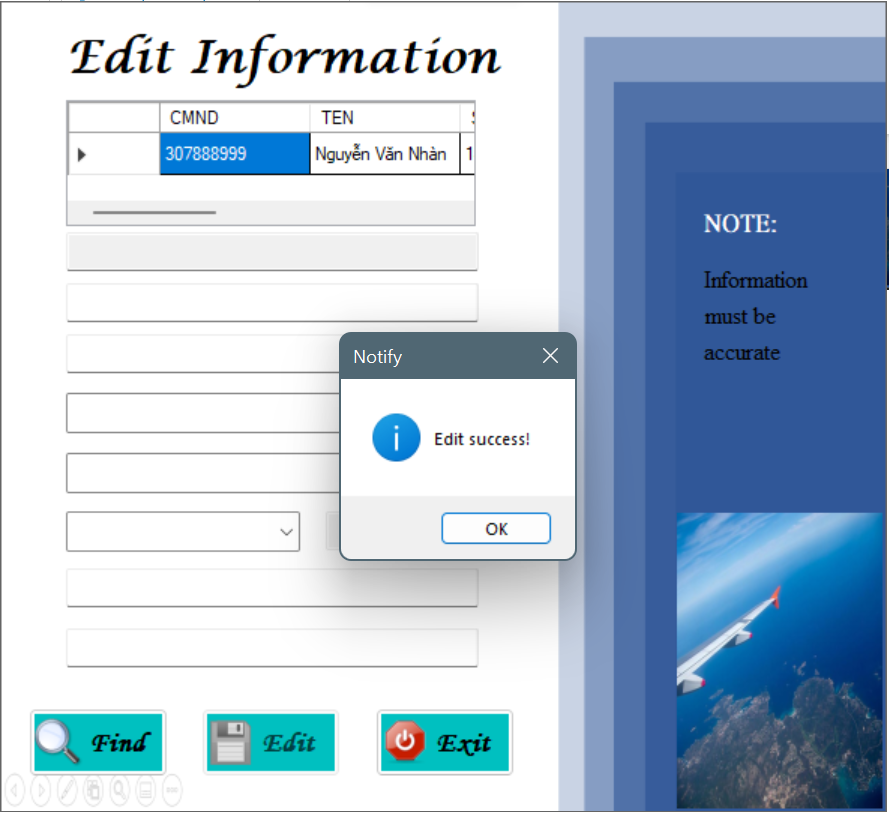 Edit Information
CMND TEN
307888999 Nguyễn Văn Nhàn 1
NOTE:
Information
must be
accurate
Notify
Edit success!
OK
Find Edit Exit